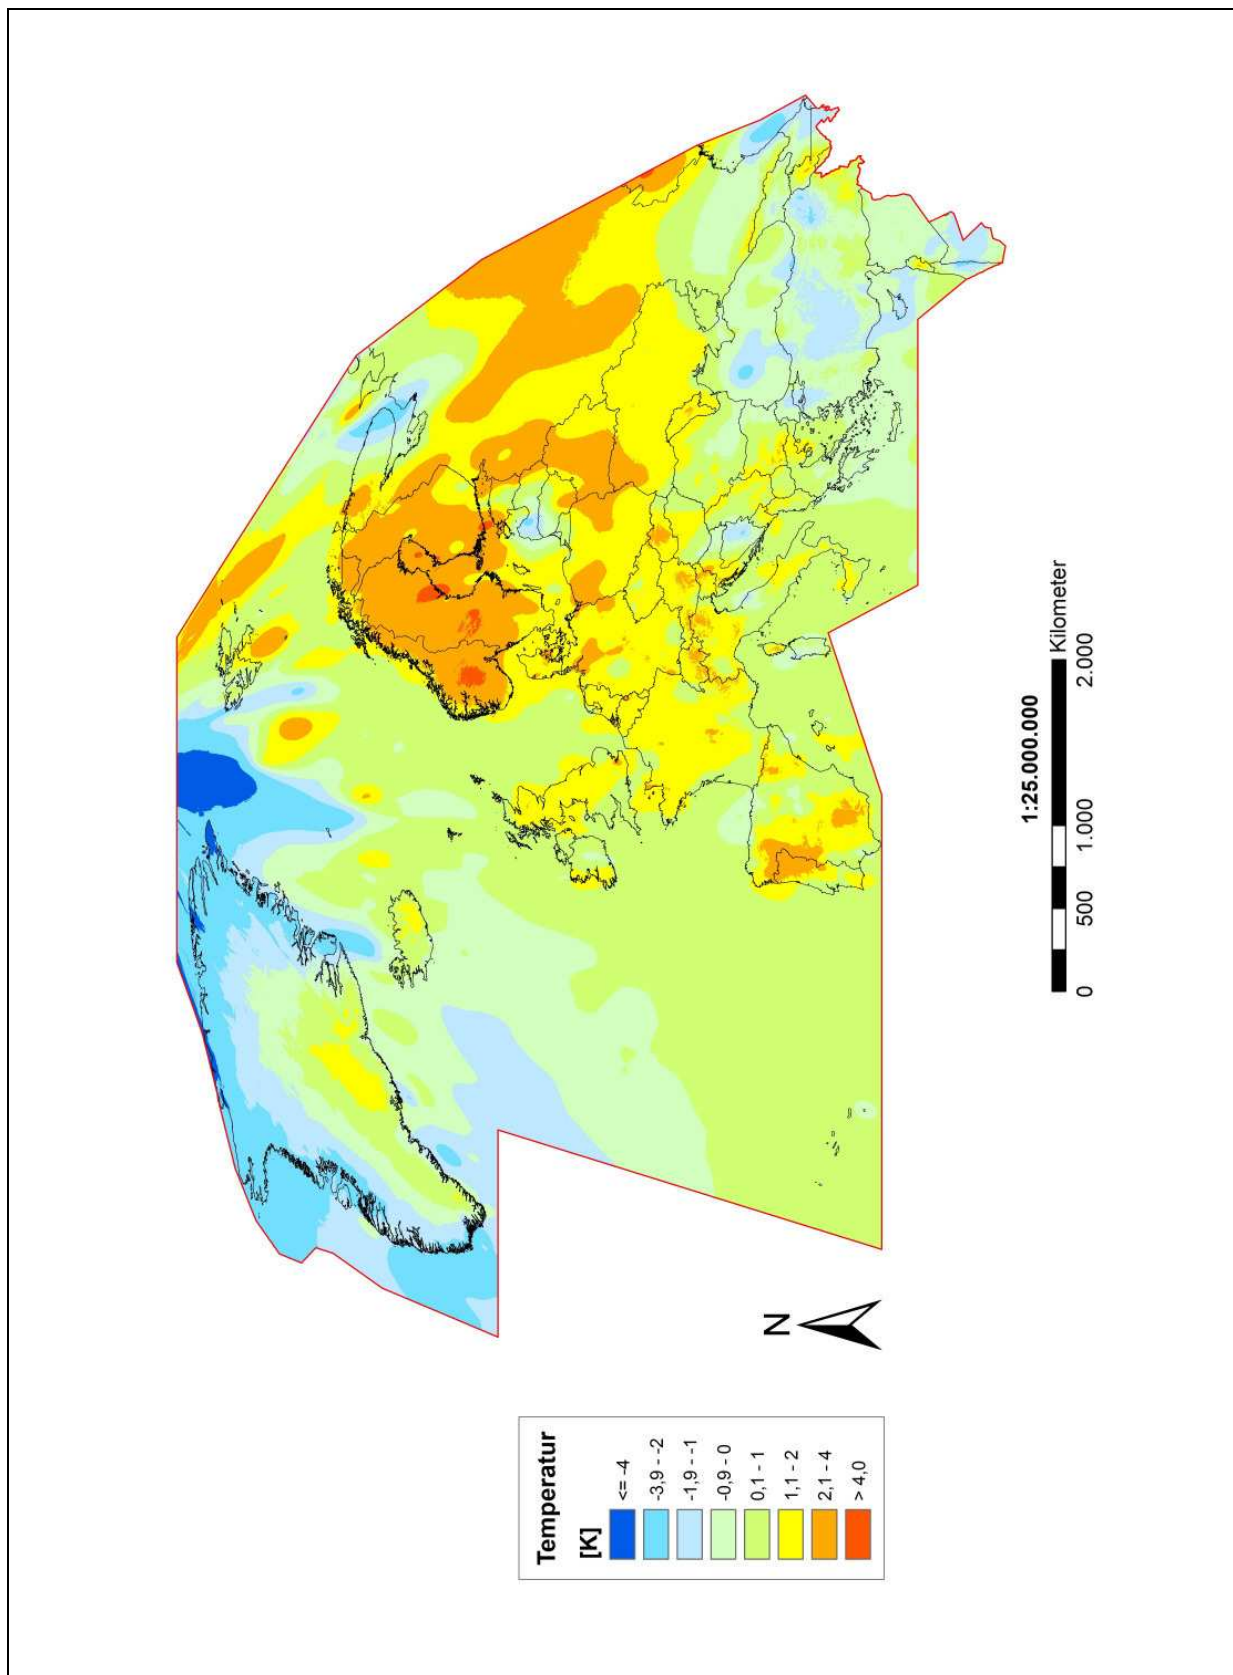 Temperatur
[K]
<= -4
-3,9 - -2
-1,9 - -1
-0,9 - 0
0,1 - 1
1,1 - 2
2,1 - 4
> 4,0
N
1:25.000.000
Kilometer
0 500 1.000 2.000